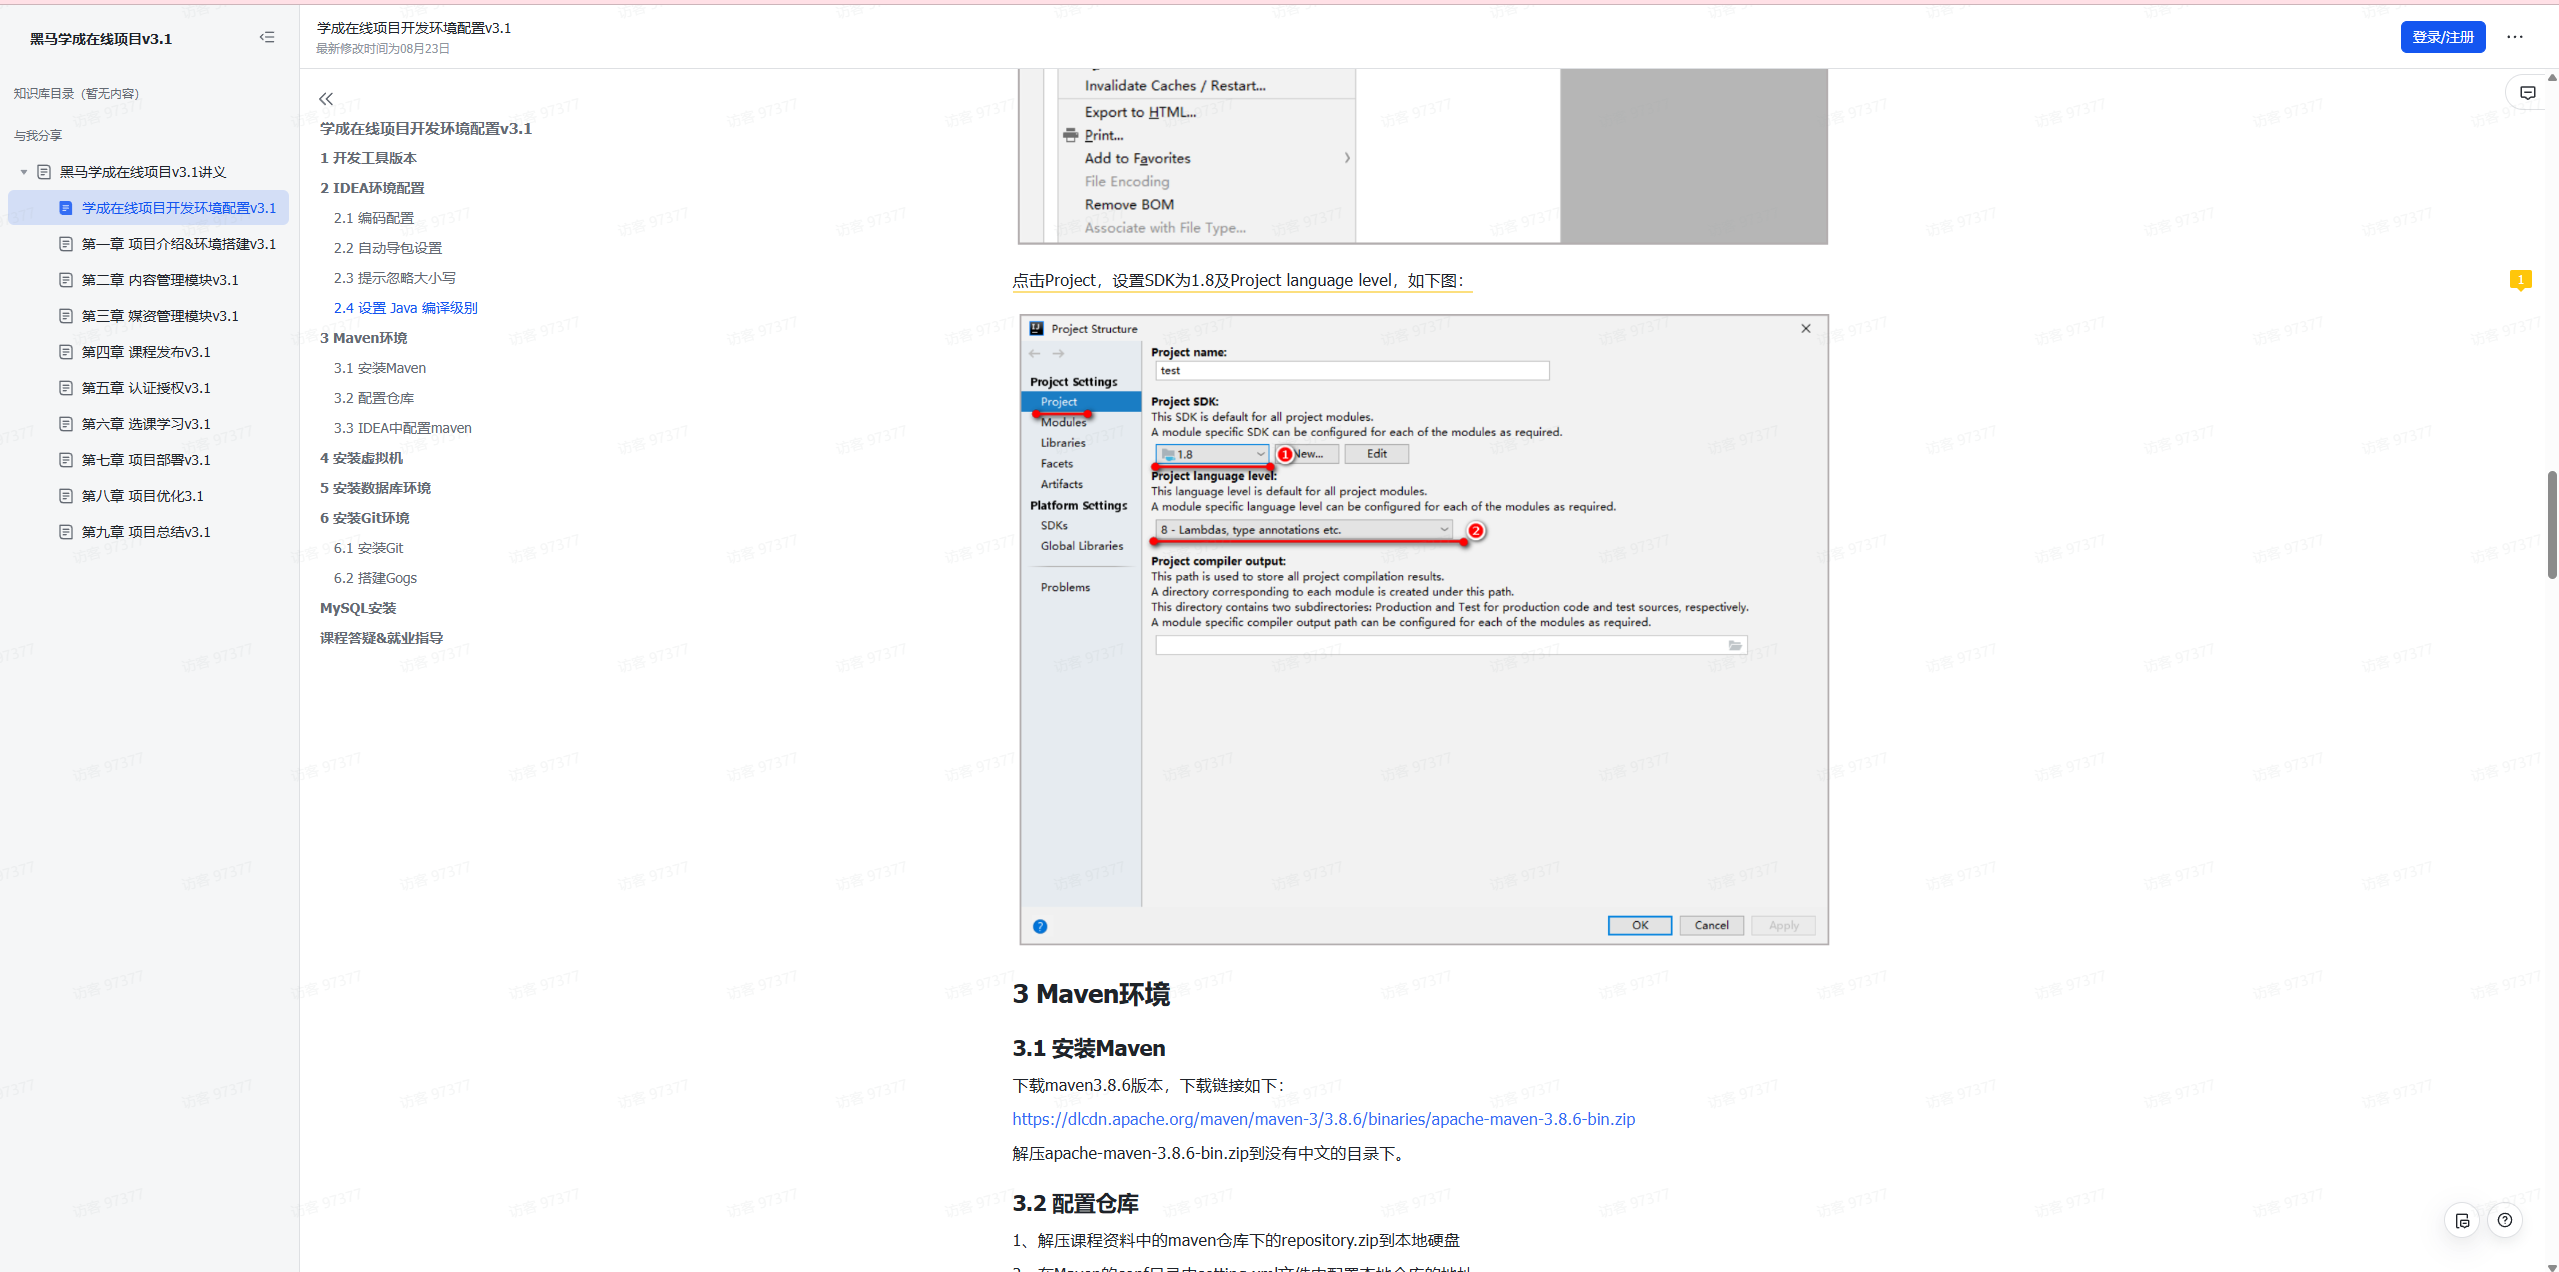 黑马学成在线项目v3.1
知识库目录（暂无内容）
与我分享
黑马学成在线项目v3.1讲义
学成在线项目开发环境配置v3.1
第一章 项目介绍&环境搭建v3.1
第二章 内容管理模块v3.1
第三章 媒资管理模块v3.1
第四章 课程发布v3.1
第五章 认证授权v3.1
第六章 选课学习v3.1
第七章 项目部署v3.1
第八章 项目优化3.1
第九章 项目总结v3.1
学成在线项目开发环境配置v3.1
最新修改时间为08月23日
登录/注册
学成在线项目开发环境配置v3.1
1 开发工具版本
2 IDEA环境配置
2.1 编码配置
2.2 自动导包设置
2.3 提示忽略大小写
2.4 设置 Java 编译级别
3 Maven环境
3.1 安装Maven
3.2 配置仓库
3.3 IDEA中配置maven
4 安装虚拟机
5 安装数据库环境
6 安装Git环境
6.1 安装Git
6.2 搭建Gogs
MySQL安装
课程答疑&就业指导
Invalidate Caches / Restart...
Export to HTML...
Print...
Add to Favorites
File Encoding
Remove BOM
Associate with File Type...
点击Project，设置SDK为1.8及Project language level，如下图：
1
Project Structure
Project Settings
Project
Modules
Libraries
Facets
Artifacts
Platform Settings
SDKs
Global Libraries
Problems
Project name:
test
Project SDK:
This SDK is default for all project modules.
A module specific SDK can be configured for each of the modules as required.
1.8
1
New...
Edit
Project language level:
This language level is default for all project modules.
A module specific language level can be configured for each of the modules as required.
8 - Lambdas, type annotations etc.
2
Project compiler output:
This path is used to store all project compilation results.
A directory corresponding to each module is created under this path.
This directory contains two subdirectories: Production and Test for production code and test sources, respectively.
A module specific compiler output path can be configured for each of the modules as required.
OK
Cancel
Apply
3 Maven环境
3.1 安装Maven
下载maven3.8.6版本，下载链接如下：
https://dlcdn.apache.org/maven/maven-3/3.8.6/binaries/apache-maven-3.8.6-bin.zip
解压apache-maven-3.8.6-bin.zip到没有中文的目录下。
3.2 配置仓库
1、解压课程资料中的maven仓库下的repository.zip到本地硬盘
访客 97377